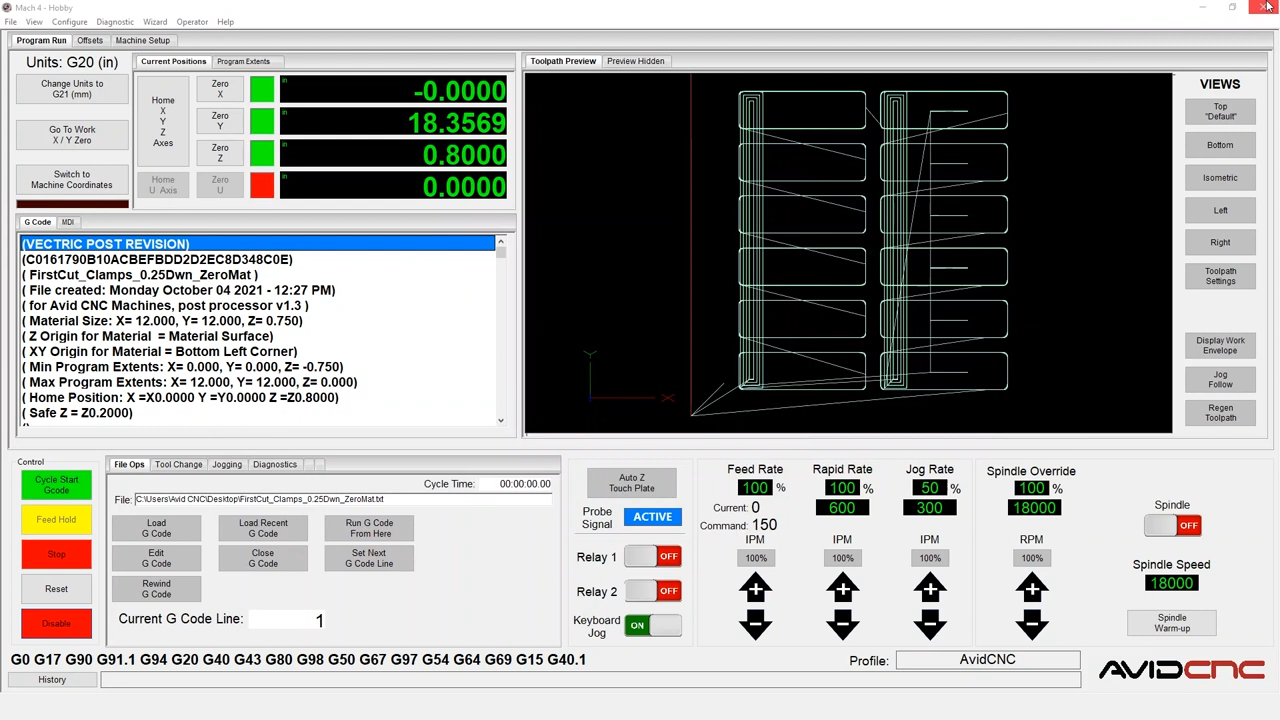 Mach 4 - Hobby
File View Configure Diagnostic Wizard Operator Help
Program Run Offsets Machine Setup
Units: G20 (in)
Change Units to
G21 (mm)
Go To Work
X / Y Zero
Switch to
Machine Coordinates
Current Positions Program Extents
Home
X
Y
Z
Axes
Home
U Axis
Zero
X
in
-0.0000
Zero
Y
in
18.3569
Zero
Z
in
0.8000
Zero
U
in
0.0000
G Code MDI
(VECTRIC POST REVISION)
(C0161790B10ACBEFBDD2D2EC8D348C0E)
( FirstCut_Clamps_0.25Dwn_ZeroMat )
( File created: Monday October 04 2021 - 12:27 PM)
( for Avid CNC Machines, post processor v1.3 )
( Material Size: X= 12.000, Y= 12.000, Z= 0.750)
( Z Origin for Material  = Material Surface)
( XY Origin for Material = Bottom Left Corner)
( Min Program Extents: X= 0.000, Y= 0.000, Z= -0.750)
( Max Program Extents: X= 12.000, Y= 12.000, Z= 0.000)
( Home Position: X =X0.0000 Y =Y0.0000 Z =Z0.8000)
( Safe Z = Z0.2000)
Toolpath Preview Preview Hidden
Y
X
VIEWS
Top
"Default"
Bottom
Isometric
Left
Right
Toolpath
Settings
Display Work
Envelope
Jog
Follow
Regen
Toolpath
Control
Cycle Start
Gcode
Feed Hold
Stop
Reset
Disable
File Ops Tool Change Jogging Diagnostics
Cycle Time: 00:00:00.00
File: C:\Users\Avid CNC\Desktop\FirstCut_Clamps_0.25Dwn_ZeroMat.txt
Load
G Code
Load Recent
G Code
Run G Code
From Here
Edit
G Code
Close
G Code
Set Next
G Code Line
Rewind
G Code
Current G Code Line: 1
Auto Z
Touch Plate
Probe
Signal
ACTIVE
Relay 1 OFF
Relay 2 OFF
Keyboard
Jog
ON
Feed Rate
100 %
Current: 0
Command: 150
IPM
100%
Rapid Rate
100 %
600
IPM
100%
Jog Rate
50 %
300
IPM
100%
Spindle Override
100 %
18000
RPM
100%
Spindle
OFF
Spindle Speed
18000
Spindle
Warm-up
G0 G17 G90 G91.1 G94 G20 G40 G43 G80 G98 G50 G67 G97 G54 G64 G69 G15 G40.1
Profile: AvidCNC
History
AVIDCNC